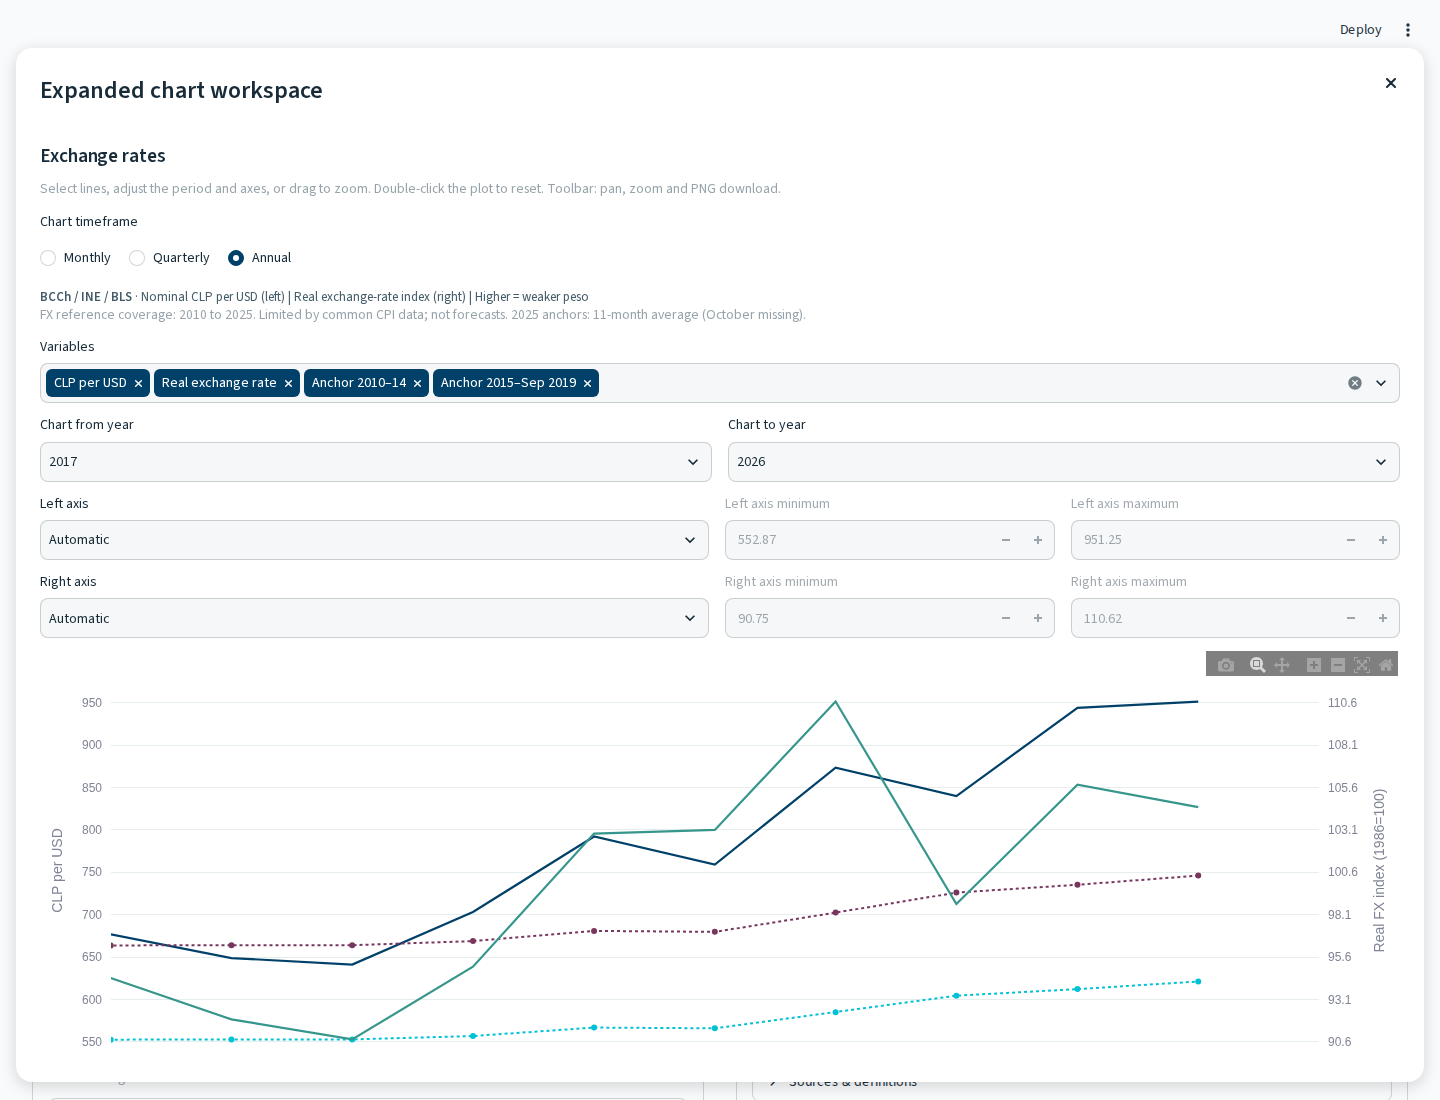 Deploy
Expanded chart workspace
Exchange rates
Select lines, adjust the period and axes, or drag to zoom. Double-click the plot to reset. Toolbar: pan, zoom and PNG download.
Chart timeframe
Monthly Quarterly Annual
BCCh / INE / BLS · Nominal CLP per USD (left) | Real exchange-rate index (right) | Higher = weaker peso
FX reference coverage: 2010 to 2025. Limited by common CPI data; not forecasts. 2025 anchors: 11-month average (October missing).
Variables
CLP per USD Real exchange rate Anchor 2010–14 Anchor 2015–Sep 2019
Chart from year Chart to year
2017 2026
Left axis Left axis minimum Left axis maximum
Automatic 552.87 951.25
Right axis Right axis minimum Right axis maximum
Automatic 90.75 110.62
950 110.6
900 108.1
850 105.6
800 103.1
750 100.6
700 98.1
650 95.6
600 93.1
550 90.6
CLP per USD
Real FX index (1986=100)
Sources & definitions